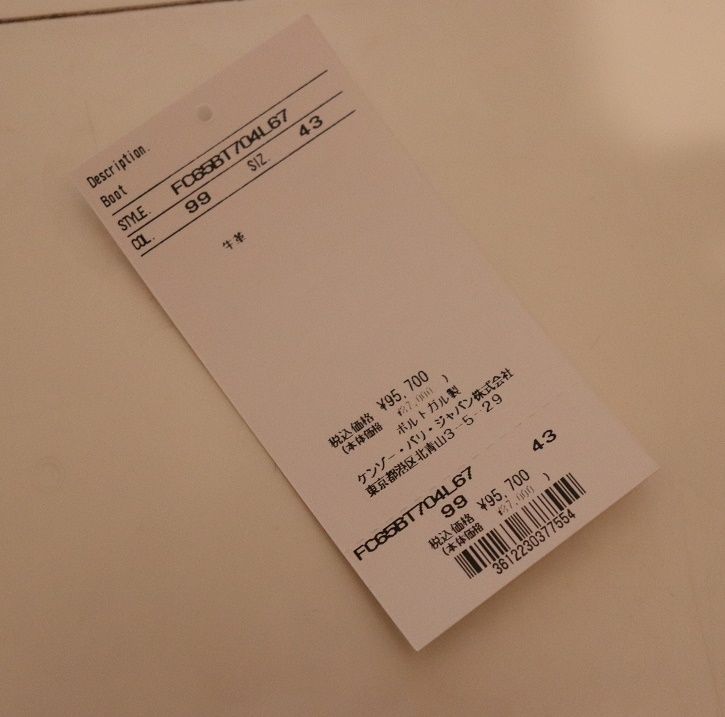 Description.
Boot
STYLE. FC65BT704L67
COL. 99 SIZ. 43
牛革
税込価格 ¥95,700
(本体価格 ¥87,000 )
ポルトガル製
ケンゾー・パリ・ジャパン株式会社
東京都港区北青山3-5-29
FC65BT704L67 43
99
税込価格 ¥95,700
(本体価格 ¥87,000 )
3612230377554